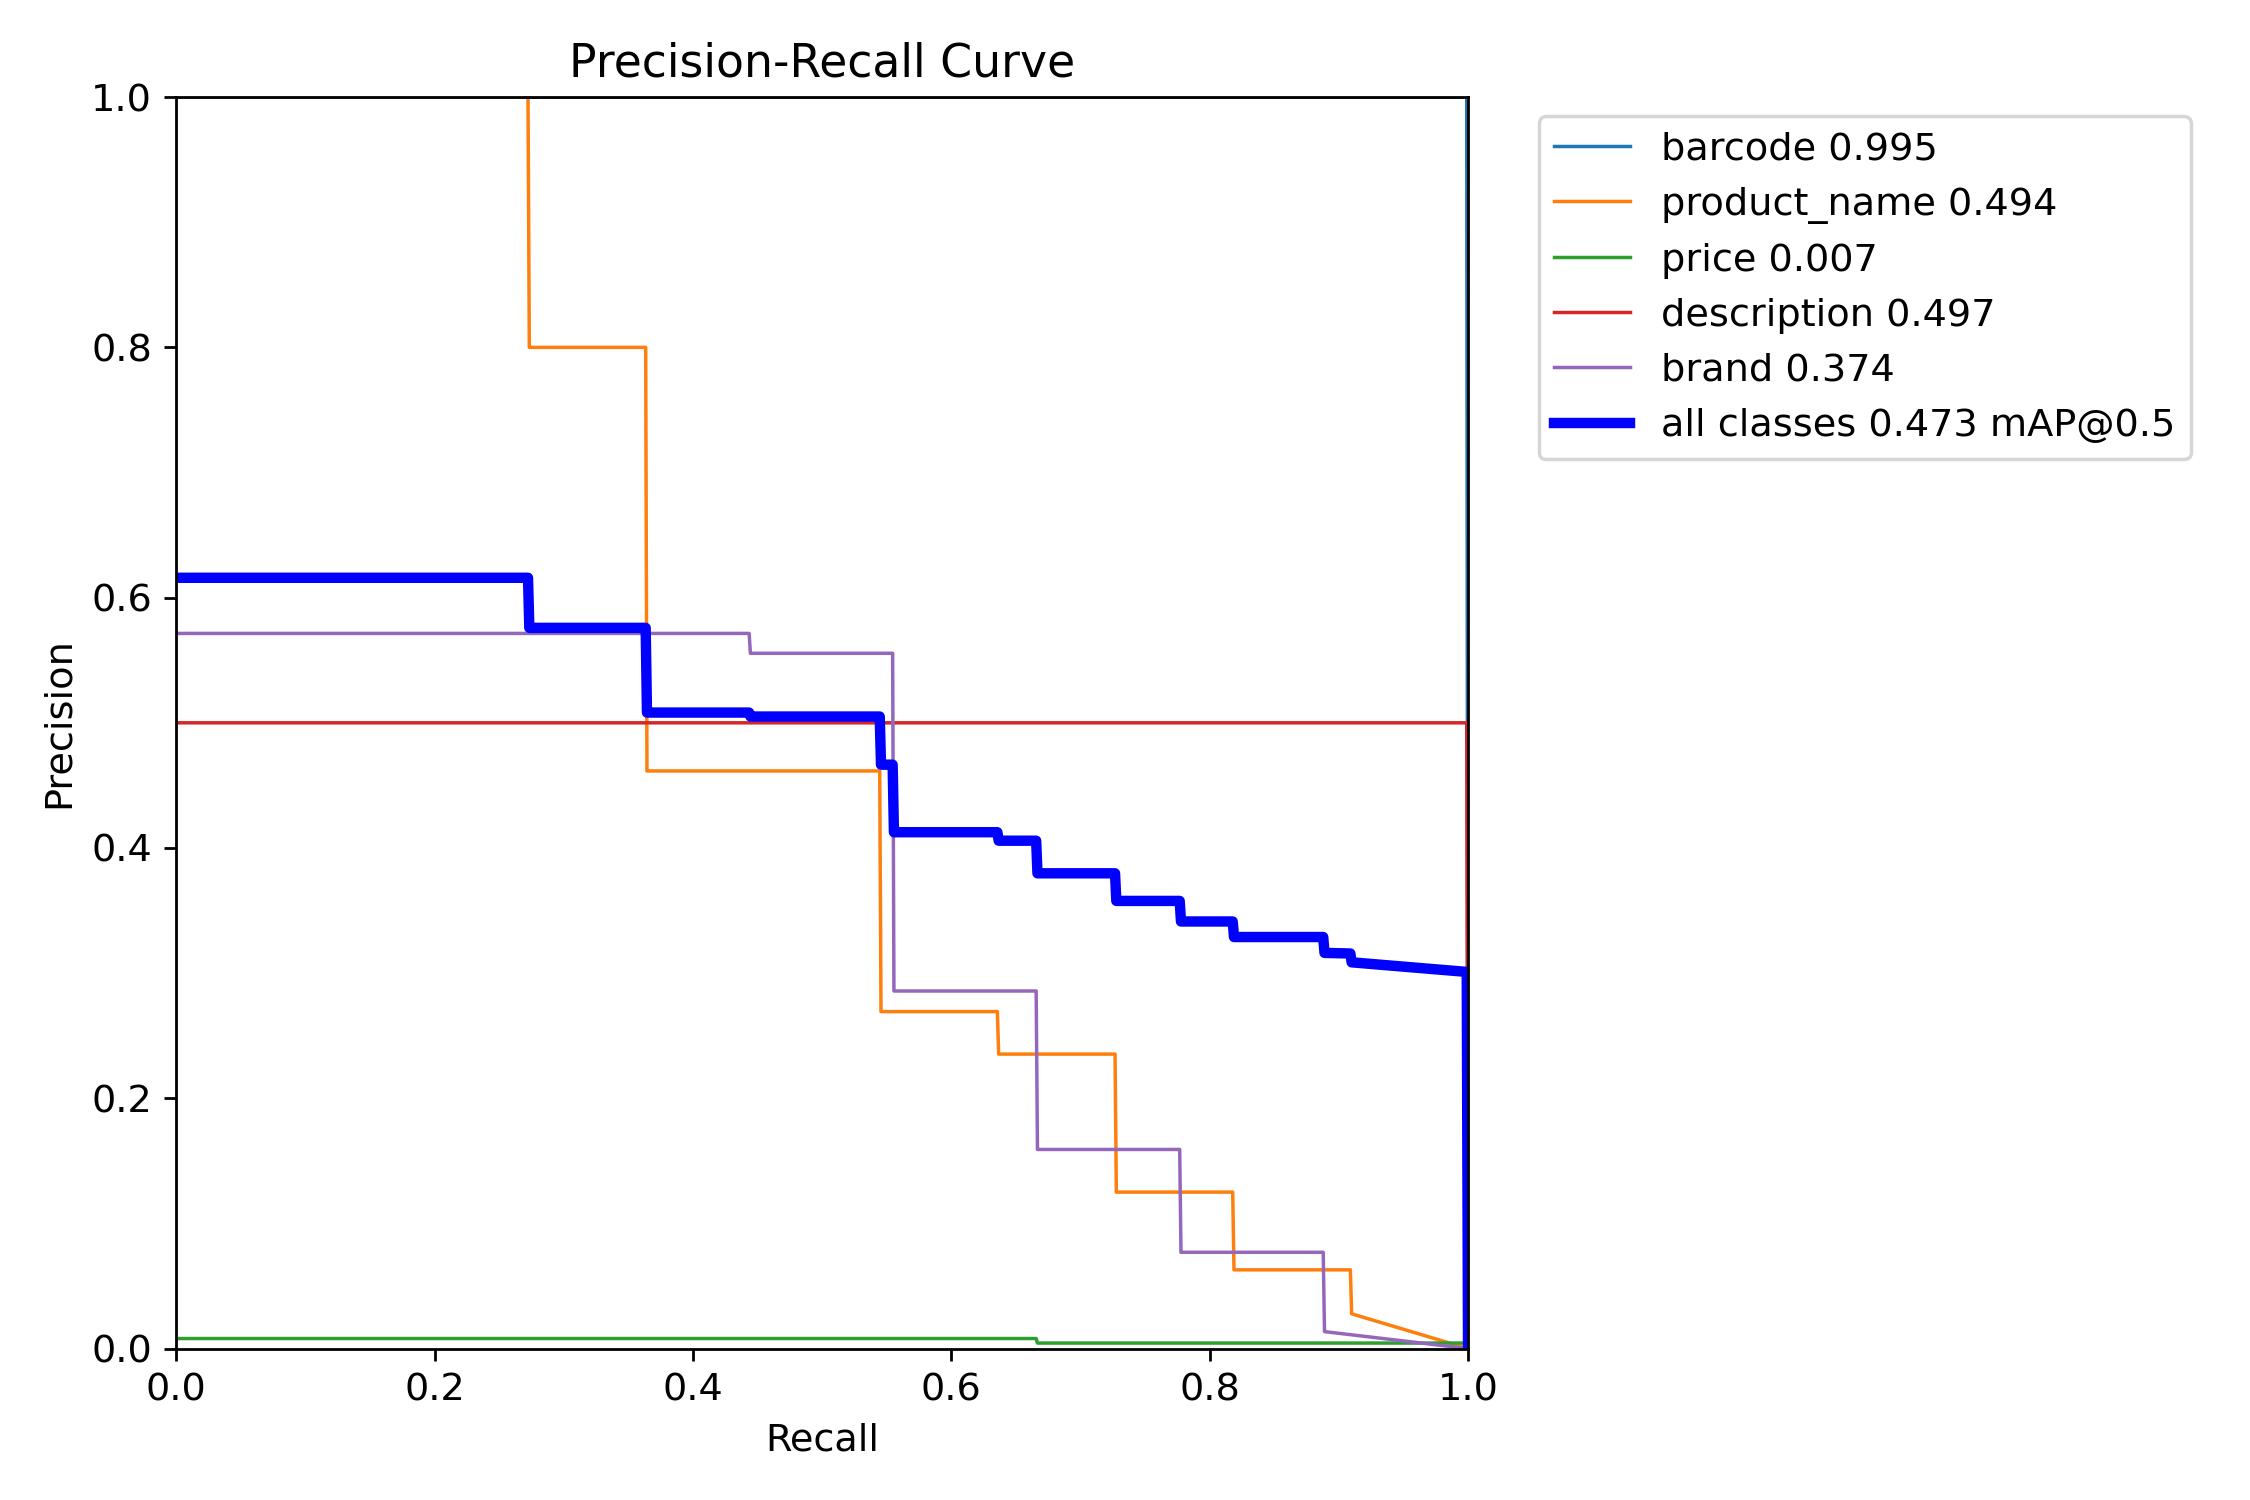 Precision-Recall Curve
1.0
0.8
0.6
0.4
0.2
0.0
Precision
0.0 0.2 0.4 0.6 0.8 1.0
Recall
barcode 0.995
product_name 0.494
price 0.007
description 0.497
brand 0.374
all classes 0.473 mAP@0.5